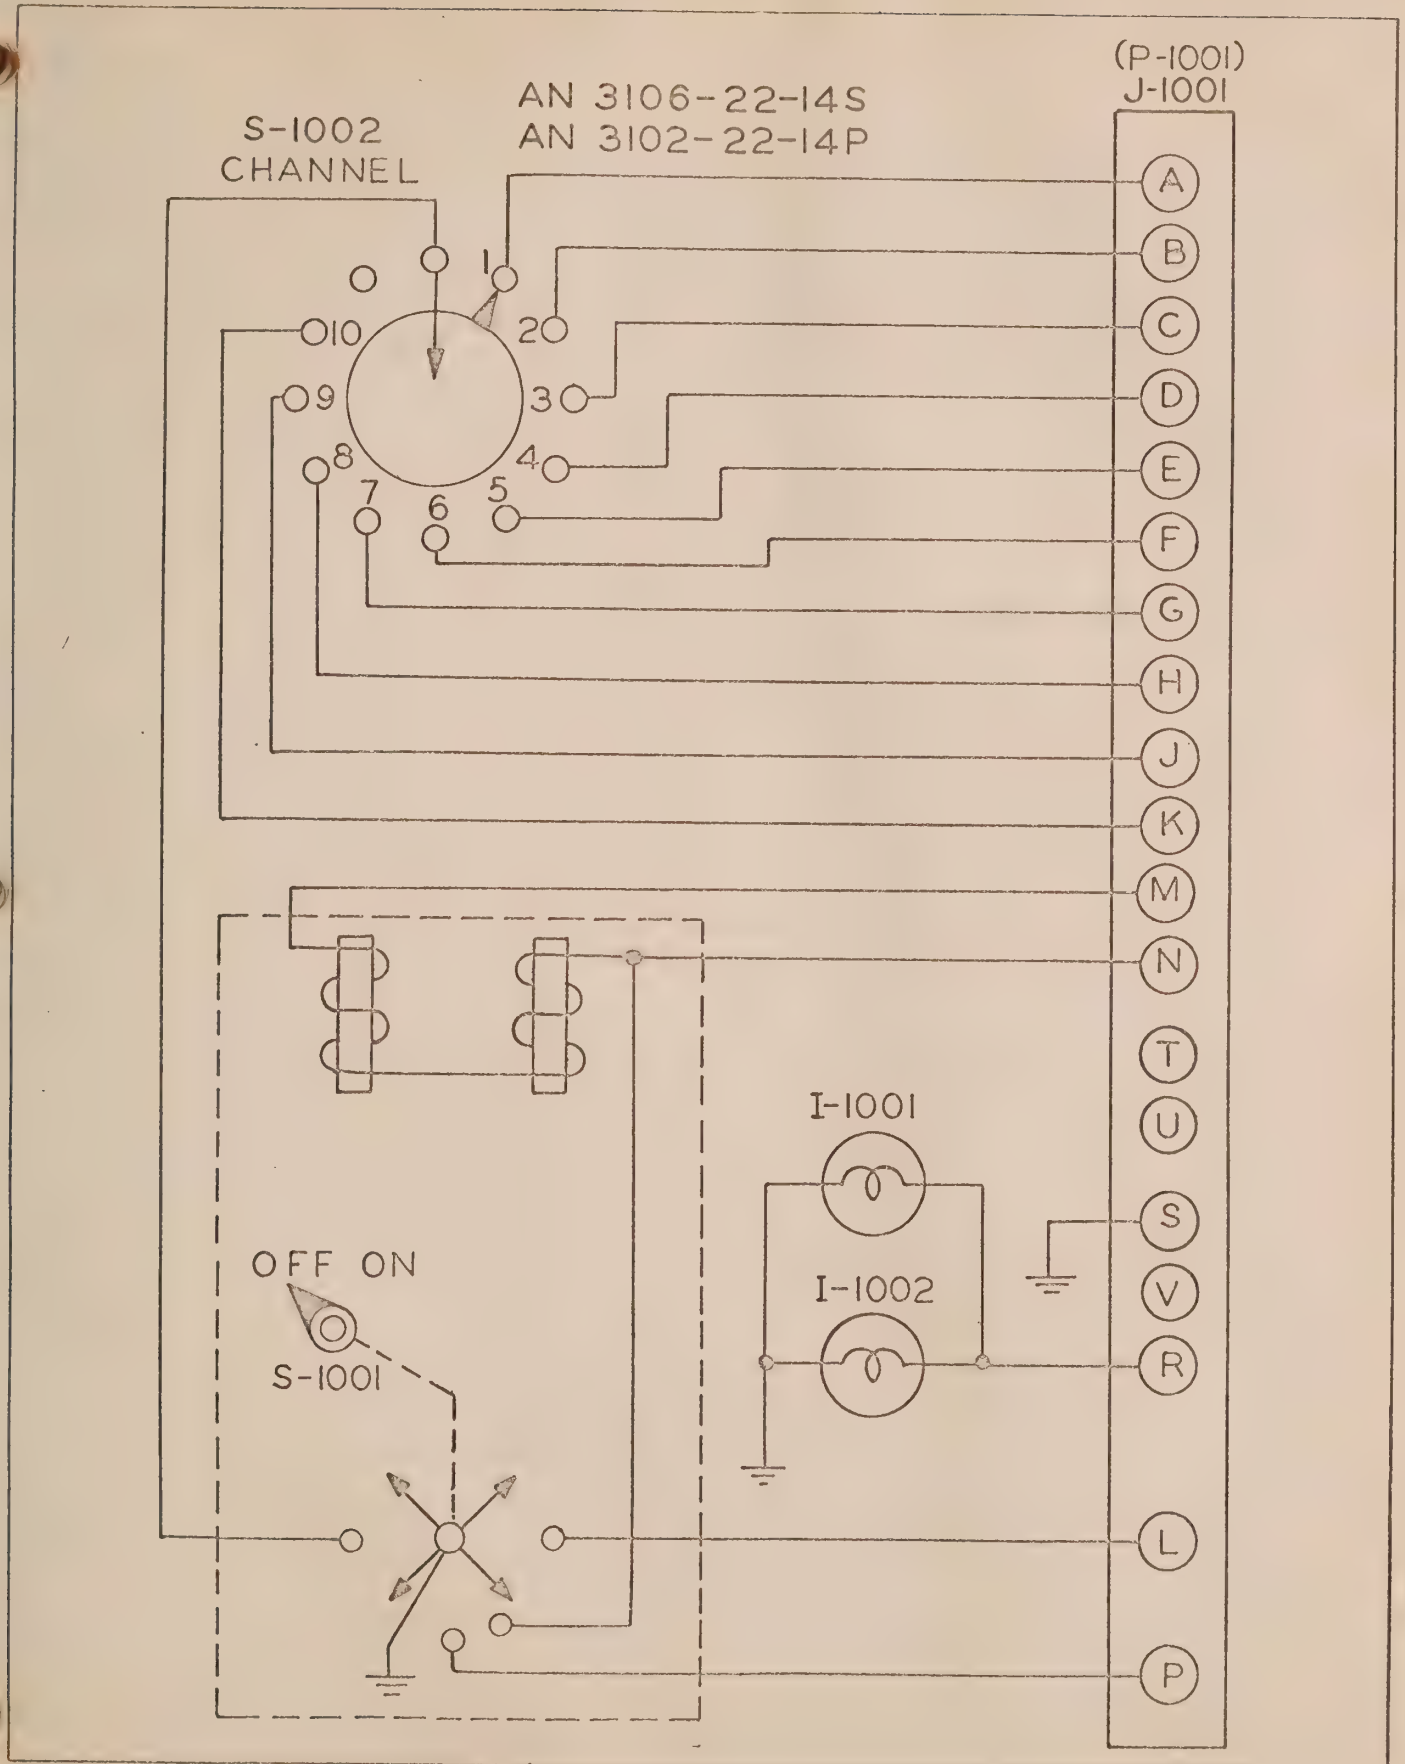 (P-1001)
J-1001
AN 3106-22-14S
AN 3102-22-14P
S-1002
CHANNEL
1
2
3
4
5
6
7
8
9
10
A
B
C
D
E
F
G
H
J
K
M
N
T
U
S
V
R
L
P
I-1001
I-1002
OFF ON
S-1001